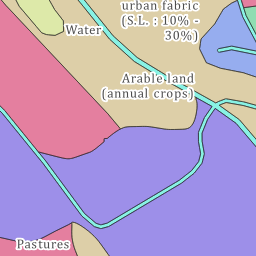 urban fabric
(S.L. : 10% -
30%)
Water
Arable land
(annual crops)
Pastures